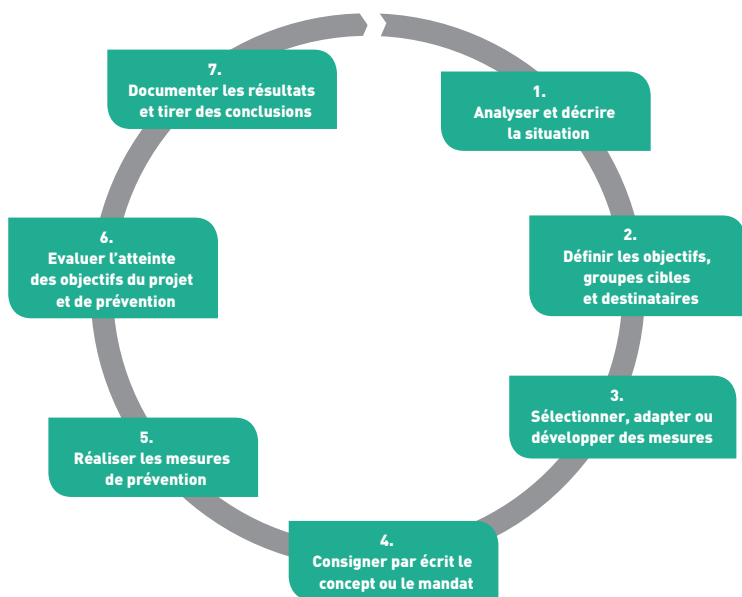 1.
Analyser et décrire
la situation
2.
Définir les objectifs,
groupes cibles
et destinataires
3.
Sélectionner, adapter ou
développer des mesures
4.
Consigner par écrit le
concept ou le mandat
5.
Réaliser les mesures
de prévention
6.
Evaluer l’atteinte
des objectifs du projet
et de prévention
7.
Documenter les résultats
et tirer des conclusions